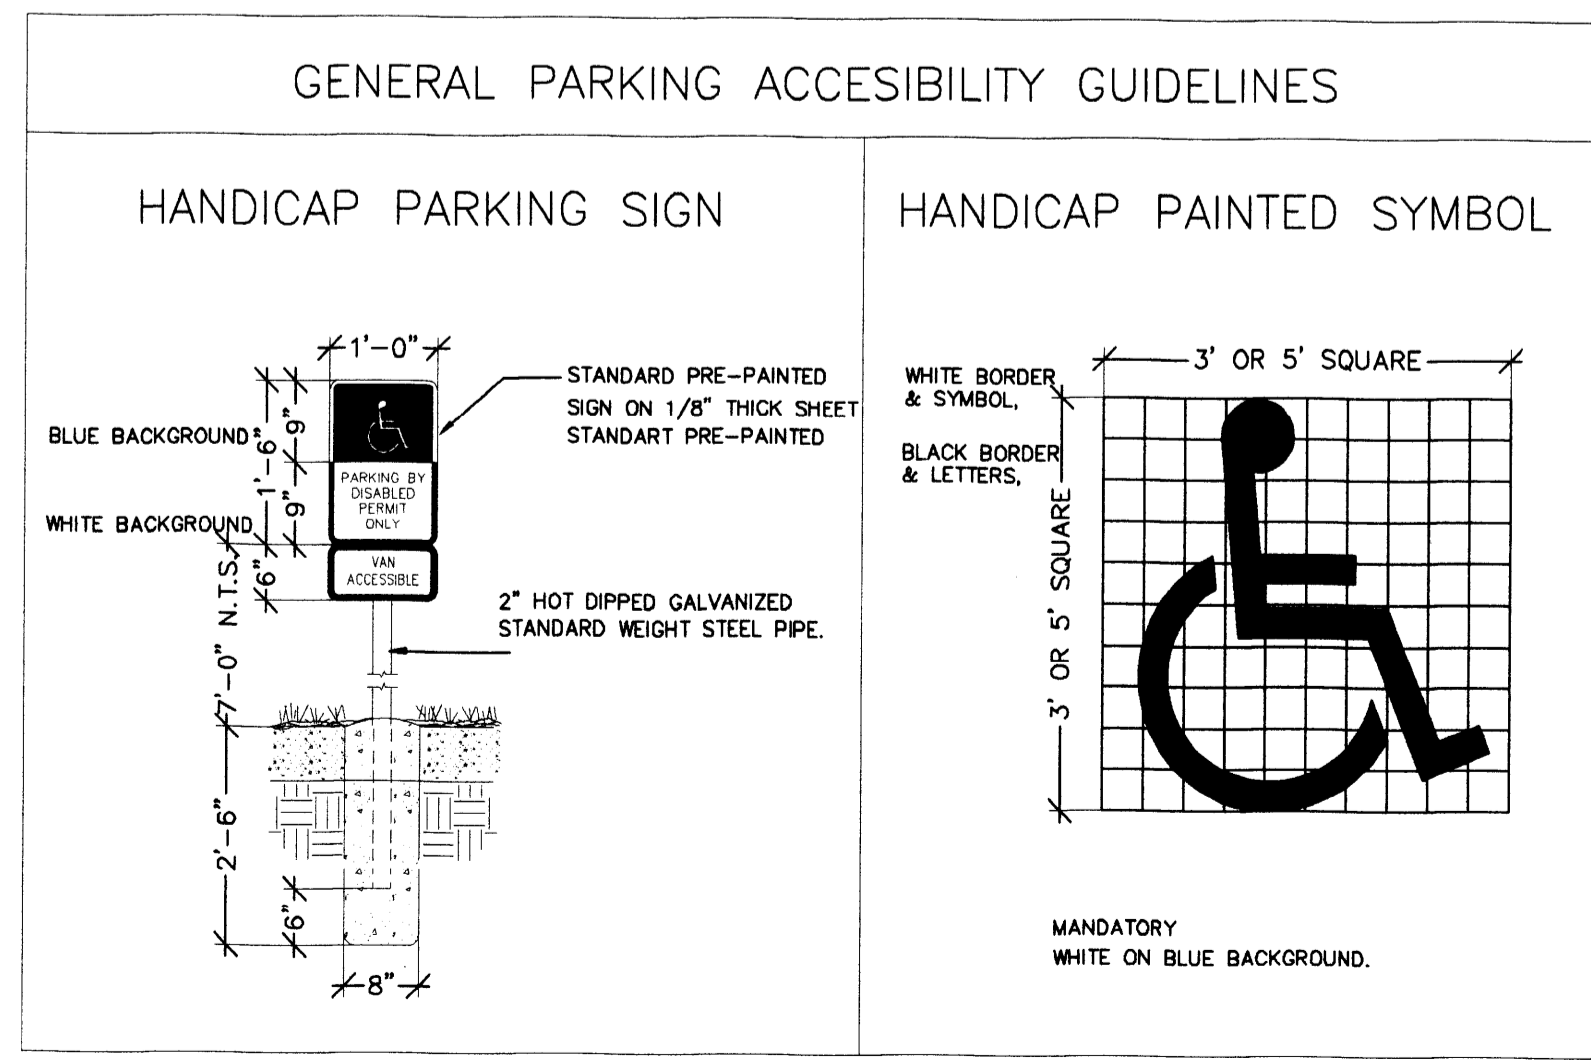 GENERAL PARKING ACCESIBILITY GUIDELINES
HANDICAP PARKING SIGN
1'-0"
STANDARD PRE-PAINTED
SIGN ON 1/8" THICK SHEET
STANDART PRE-PAINTED
BLUE BACKGROUND
1'-6"
9"
9"
PARKING BY
DISABLED
PERMIT
ONLY
WHITE BACKGROUND
VAN
ACCESSIBLE
6"
7'-0" N.T.S.
2" HOT DIPPED GALVANIZED
STANDARD WEIGHT STEEL PIPE.
2'-6"
6"
8"
HANDICAP PAINTED SYMBOL
3' OR 5' SQUARE
WHITE BORDER
& SYMBOL,
BLACK BORDER
& LETTERS,
3' OR 5' SQUARE
MANDATORY
WHITE ON BLUE BACKGROUND.